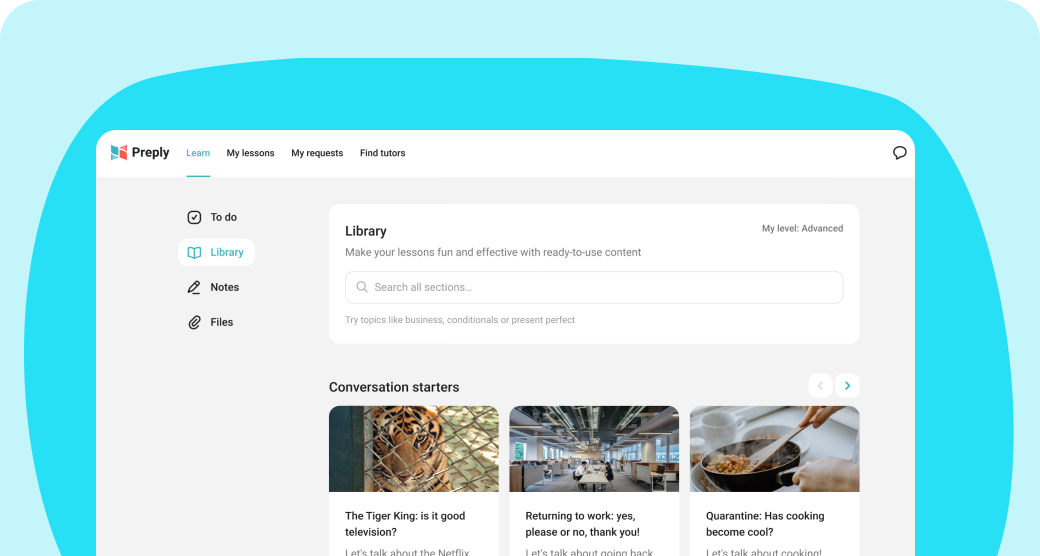 Preply
Learn
My lessons
My requests
Find tutors
To do
Library
Notes
Files
Library
My level: Advanced
Make your lessons fun and effective with ready-to-use content
Search all sections...
Try topics like business, conditionals or present perfect
Conversation starters
The Tiger King: is it good
television?
Let's talk about the Netflix
Returning to work: yes,
please or no, thank you!
Let's talk about going back
Quarantine: Has cooking
become cool?
Let's talk about cooking!